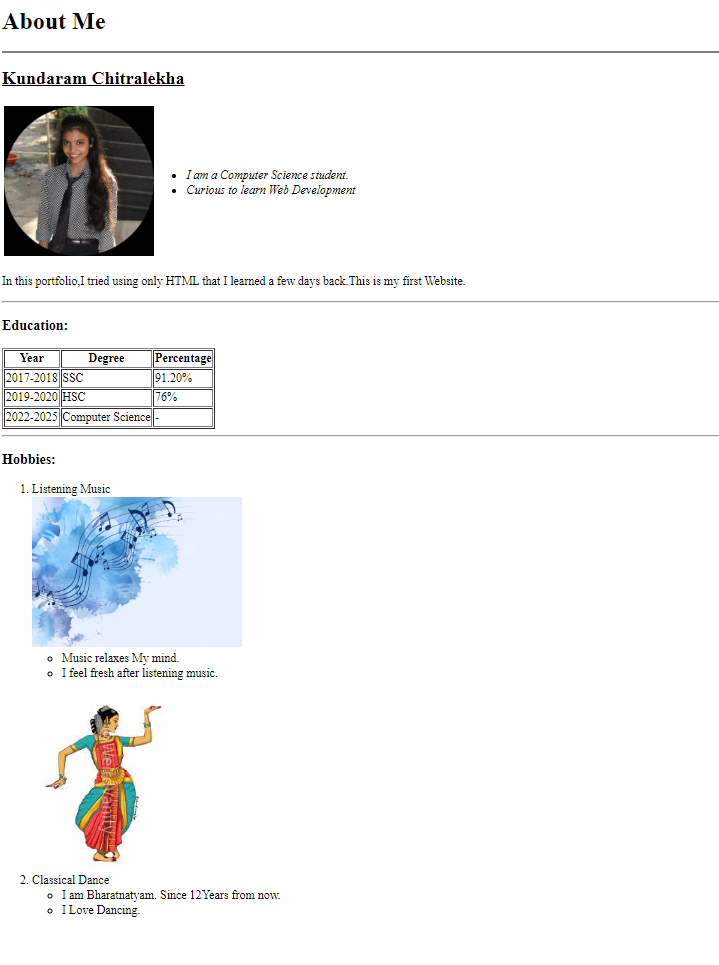 About Me
Kundaram Chitralekha
I am a Computer Science student.
Curious to learn Web Development
In this portfolio,I tried using only HTML that I learned a few days back.This is my first Website.
Education:
Year Degree Percentage
2017-2018 SSC 91.20%
2019-2020 HSC 76%
2022-2025 Computer Science -
Hobbies:
1. Listening Music
Music relaxes My mind.
I feel fresh after listening music.
2. Classical Dance
I am Bharatnatyam. Since 12Years from now.
I Love Dancing.